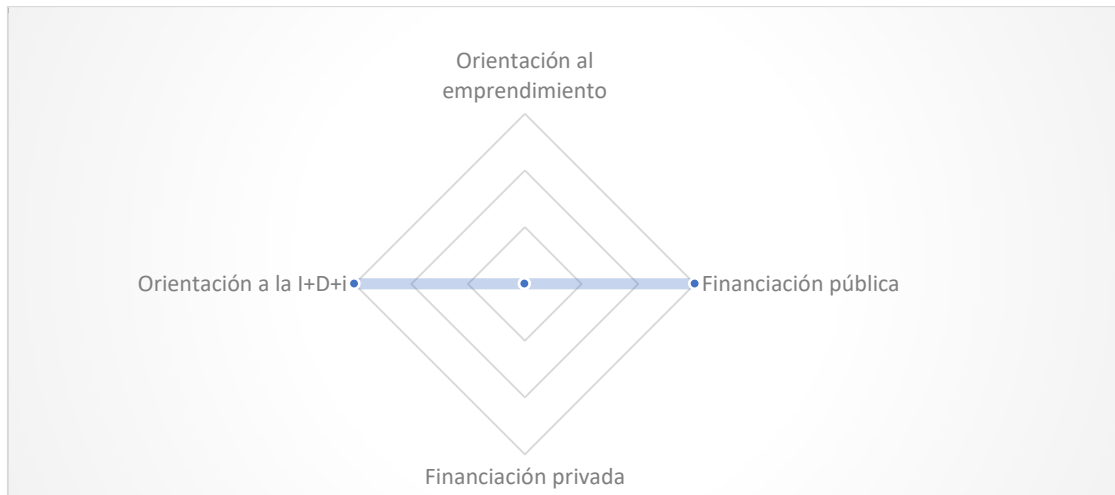 Orientación al
emprendimiento
Orientación a la I+D+i
Financiación pública
Financiación privada